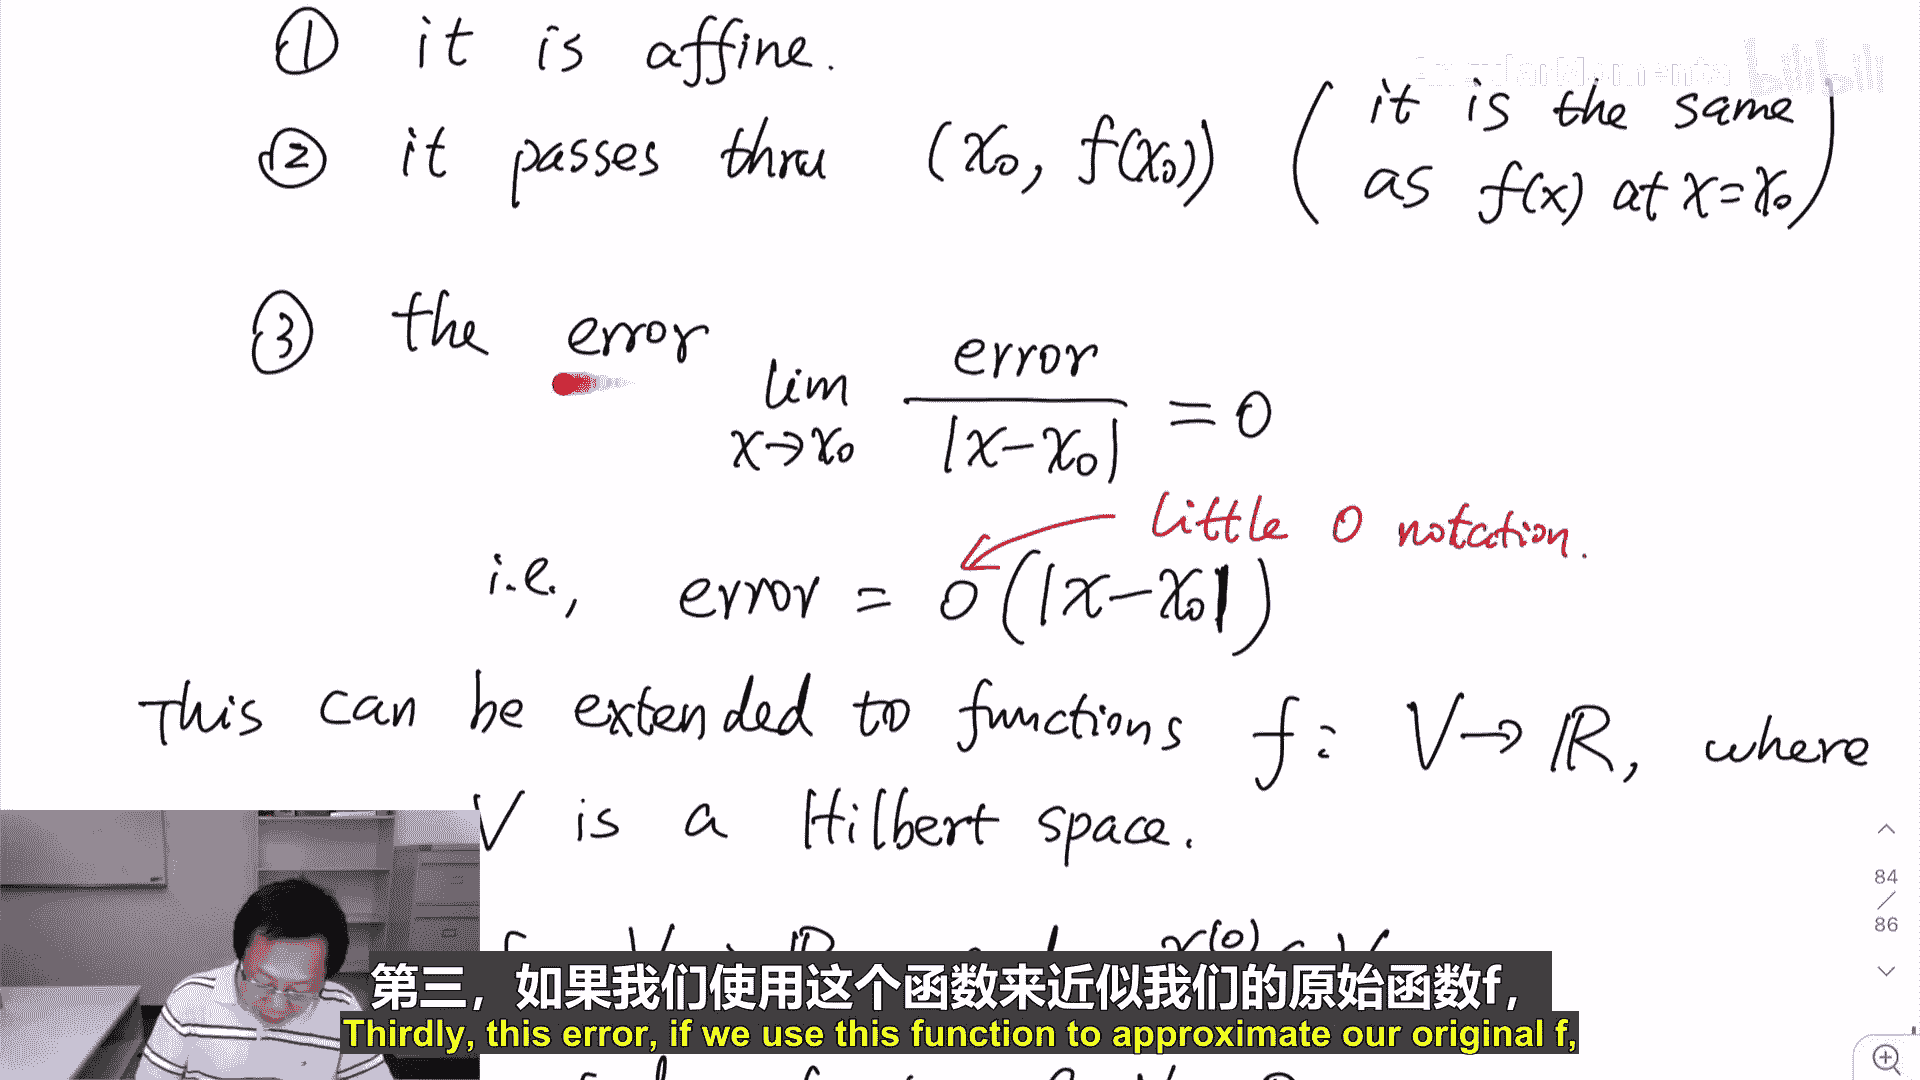 ① it is affine.
② it passes thru (x₀, f(x₀)) ( it is the same as f(x) at x=x₀ )
③ the error
lim x→x₀ error / |x-x₀| = 0
little o notation.
i.e., error = o(|x-x₀|)
This can be extended to functions f: V→ℝ, where
V is a Hilbert space.
84
/
86
第三，如果我们使用这个函数来近似我们的原始函数f，
Thirdly, this error, if we use this function to approximate our original f,
bilibili